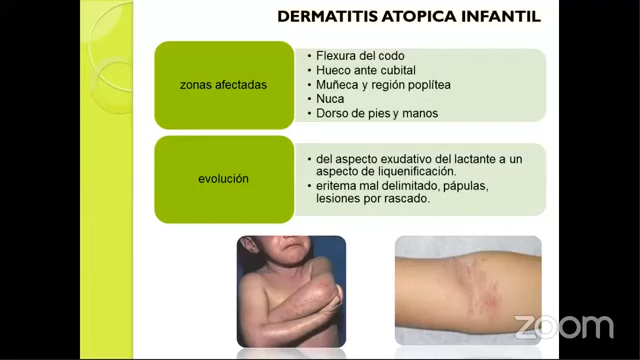 DERMATITIS ATOPICA INFANTIL
zonas afectadas
• Flexura del codo
• Hueco ante cubital
• Muñeca y región poplítea
• Nuca
• Dorso de pies y manos
evolución
• del aspecto exudativo del lactante a un
aspecto de liquenificación.
• eritema mal delimitado, pápulas,
lesiones por rascado.
zoom